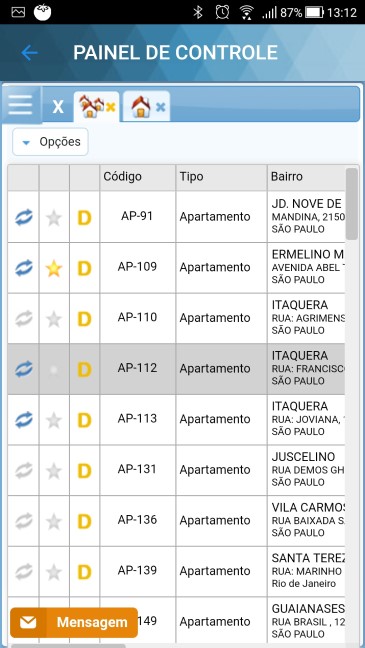 87% 13:12
PAINEL DE CONTROLE
X
Opções
Código Tipo Bairro
D AP-91 Apartamento JD. NOVE DE
MANDINA, 2150
SÃO PAULO
D AP-109 Apartamento ERMELINO M
AVENIDA ABEL
SÃO PAULO
D AP-110 Apartamento ITAQUERA
RUA: AGRIMENS
SÃO PAULO
D AP-112 Apartamento ITAQUERA
RUA: FRANCISCO
SÃO PAULO
D AP-113 Apartamento ITAQUERA
RUA: JOVIANA,
SÃO PAULO
D AP-131 Apartamento JUSCELINO
RUA DEMOS GH
SÃO PAULO
D AP-136 Apartamento VILA CARMOS
RUA BAIXADA S
SÃO PAULO
D AP-139 Apartamento SANTA TEREZ
RUA: MARINHO
Rio de Janeiro
Mensagem 149 Apartamento GUAIANASES
RUA BRASIL , 12
SÃO PAULO